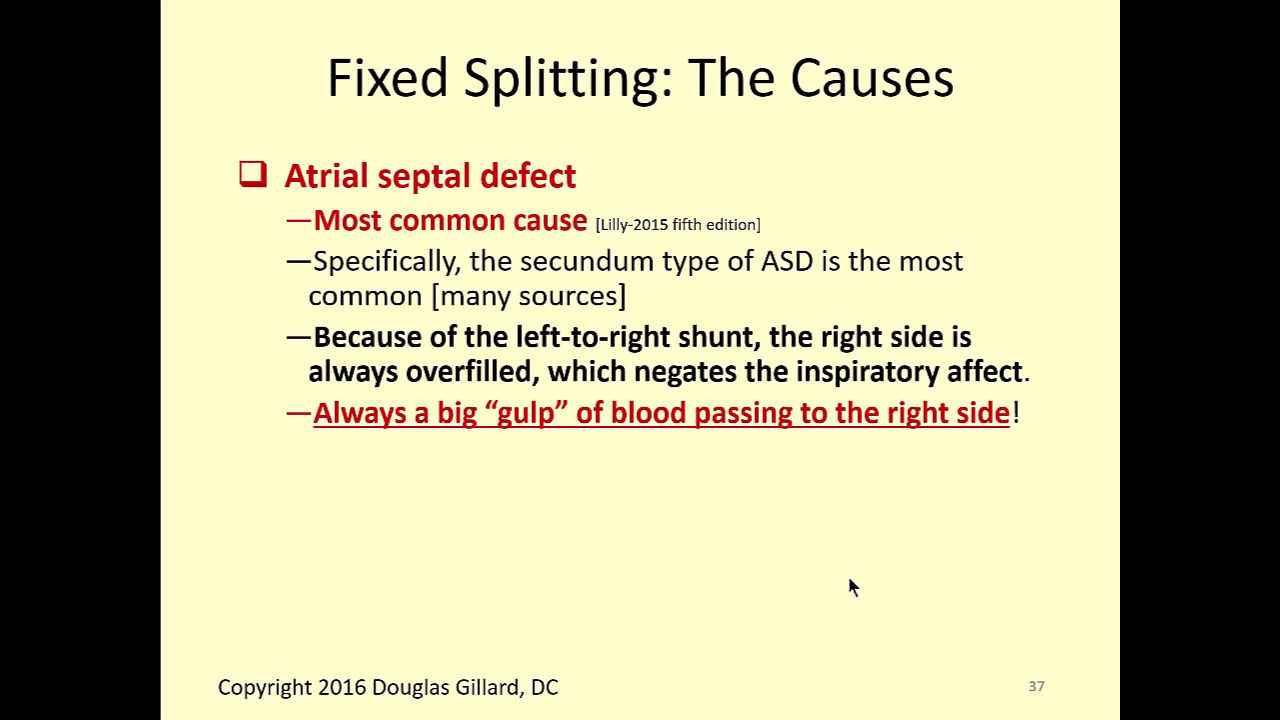 Fixed Splitting: The Causes
❑ Atrial septal defect
—Most common cause [Lilly-2015 fifth edition]
—Specifically, the secundum type of ASD is the most
common [many sources]
—Because of the left-to-right shunt, the right side is
always overfilled, which negates the inspiratory affect.
—Always a big “gulp” of blood passing to the right side!
Copyright 2016 Douglas Gillard, DC
37